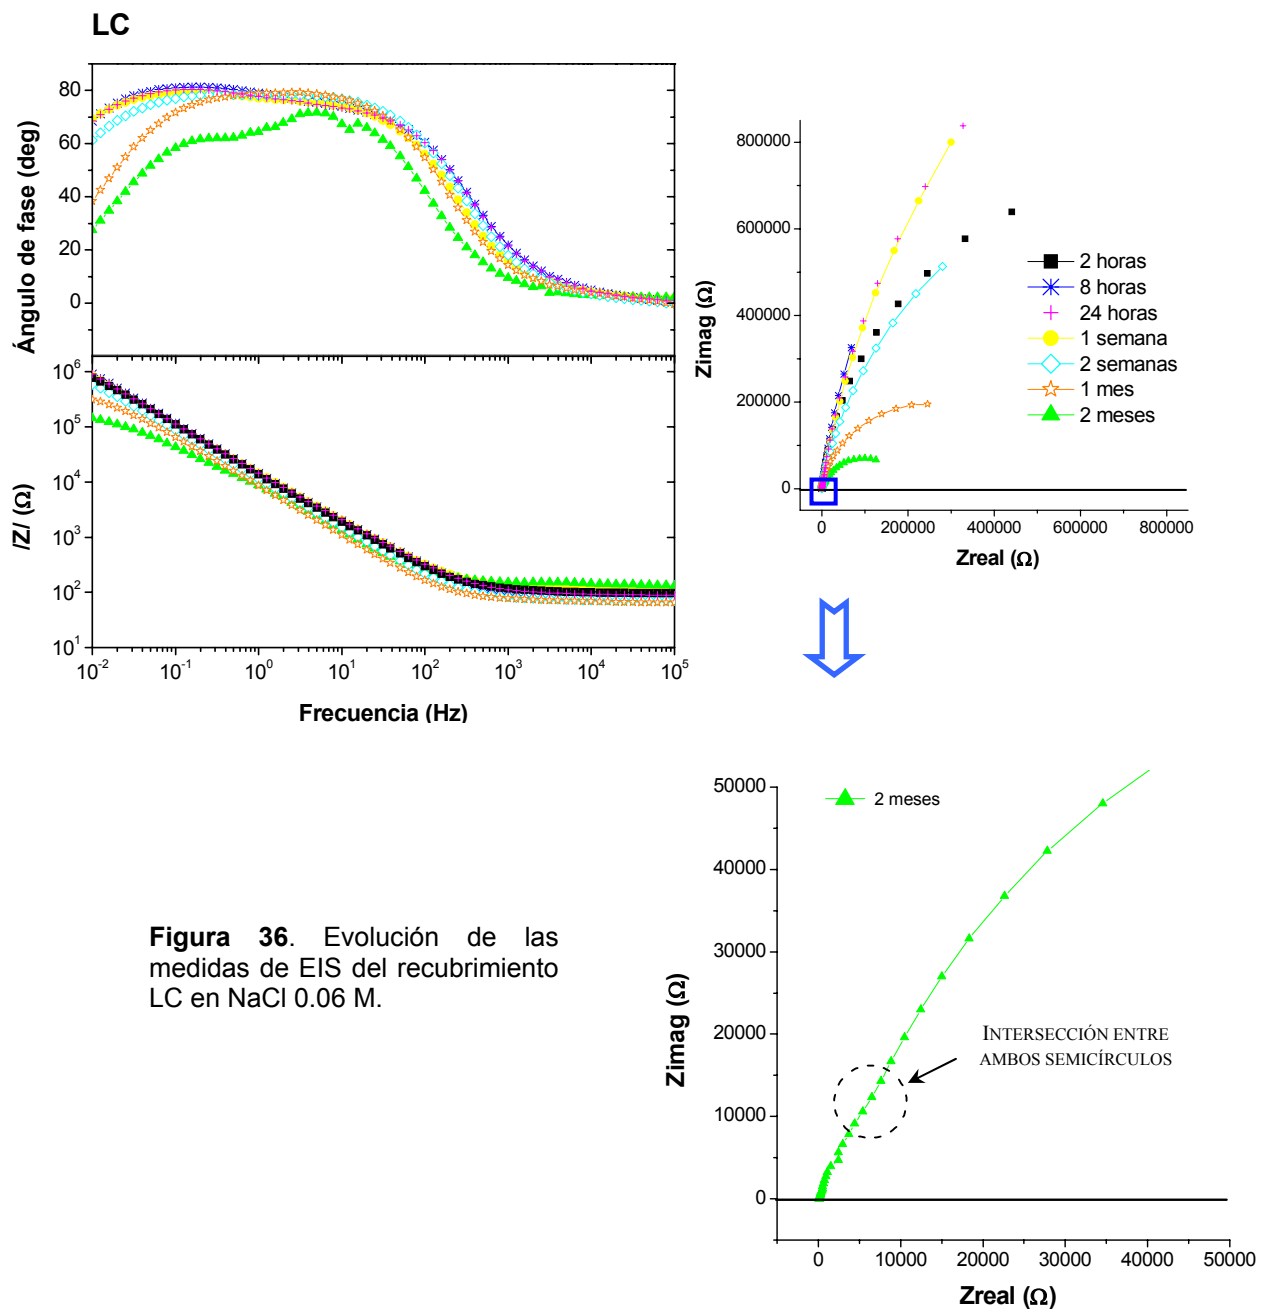 LC
80
60
40
20
0
Ángulo de fase (deg)
10^6
10^5
10^4
10^3
10^2
10^1
/Z/ (Ω)
10^-2
10^-1
10^0
10^1
10^2
10^3
10^4
10^5
Frecuencia (Hz)
800000
600000
400000
200000
0
Zimag (Ω)
0
200000
400000
600000
800000
Zreal (Ω)
2 horas
8 horas
24 horas
1 semana
2 semanas
1 mes
2 meses
Figura 36. Evolución de las
medidas de EIS del recubrimiento
LC en NaCl 0.06 M.
50000
40000
30000
20000
10000
0
Zimag (Ω)
2 meses
INTERSECCIÓN ENTRE
AMBOS SEMICÍRCULOS
0
10000
20000
30000
40000
50000
Zreal (Ω)